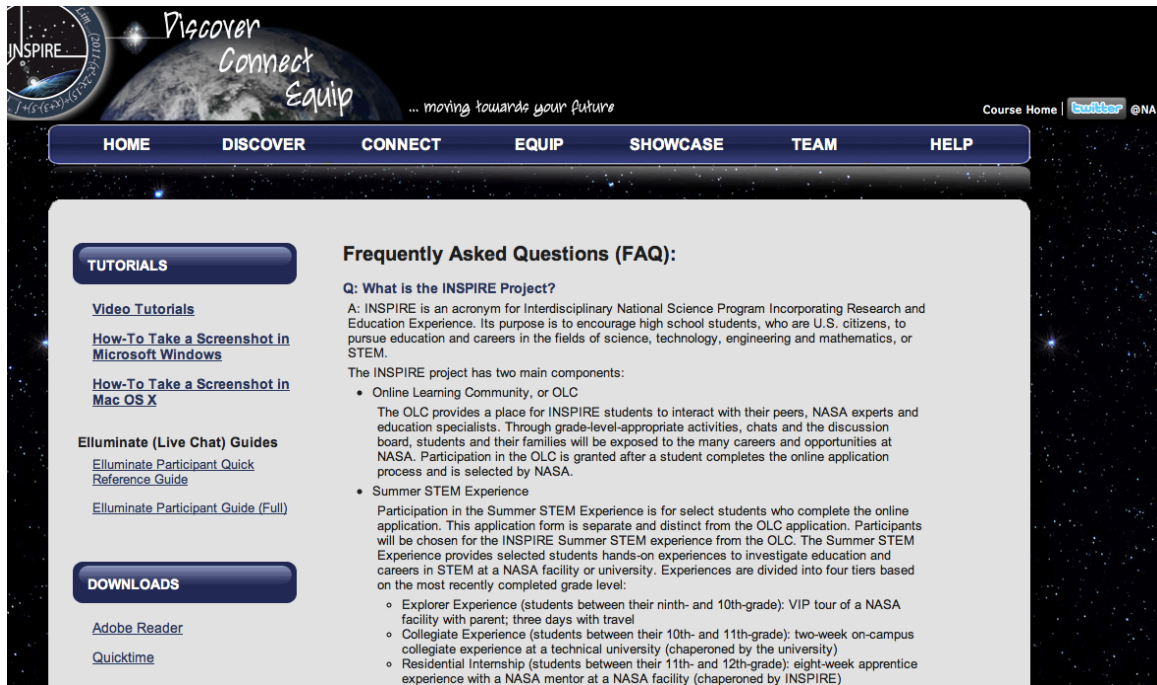 INSPIRE
Discover
Connect
Equip
... moving towards your future
Course Home | twitter @NA
HOME DISCOVER CONNECT EQUIP SHOWCASE TEAM HELP
TUTORIALS
Video Tutorials
How-To Take a Screenshot in
Microsoft Windows
How-To Take a Screenshot in
Mac OS X
Elluminate (Live Chat) Guides
Elluminate Participant Quick
Reference Guide
Elluminate Participant Guide (Full)
DOWNLOADS
Adobe Reader
Quicktime
Frequently Asked Questions (FAQ):
Q: What is the INSPIRE Project?
A: INSPIRE is an acronym for Interdisciplinary National Science Program Incorporating Research and
Education Experience. Its purpose is to encourage high school students, who are U.S. citizens, to
pursue education and careers in the fields of science, technology, engineering and mathematics, or
STEM.
The INSPIRE project has two main components:
• Online Learning Community, or OLC
The OLC provides a place for INSPIRE students to interact with their peers, NASA experts and
education specialists. Through grade-level-appropriate activities, chats and the discussion
board, students and their families will be exposed to the many careers and opportunities at
NASA. Participation in the OLC is granted after a student completes the online application
process and is selected by NASA.
• Summer STEM Experience
Participation in the Summer STEM Experience is for select students who complete the online
application. This application form is separate and distinct from the OLC application. Participants
will be chosen for the INSPIRE Summer STEM experience from the OLC. The Summer STEM
Experience provides selected students hands-on experiences to investigate education and
careers in STEM at a NASA facility or university. Experiences are divided into four tiers based
on the most recently completed grade level:
◦ Explorer Experience (students between their ninth- and 10th-grade): VIP tour of a NASA
facility with parent; three days with travel
◦ Collegiate Experience (students between their 10th- and 11th-grade): two-week on-campus
collegiate experience at a technical university (chaperoned by the university)
◦ Residential Internship (students between their 11th- and 12th-grade): eight-week apprentice
experience with a NASA mentor at a NASA facility (chaperoned by INSPIRE)